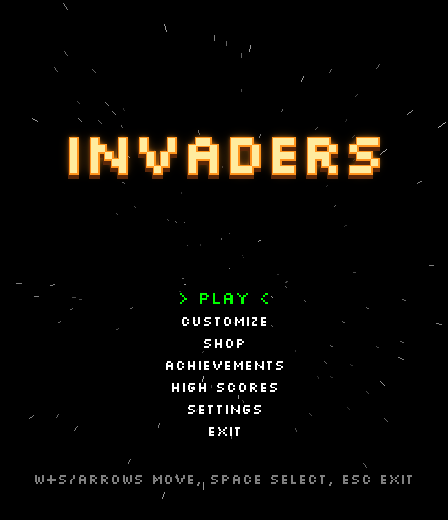 INVADERS
> PLAY <
CUSTOMIZE
SHOP
ACHIEVEMENTS
HIGH SCORES
SETTINGS
EXIT
W+S/ARROWS MOVE, SPACE SELECT, ESC EXIT